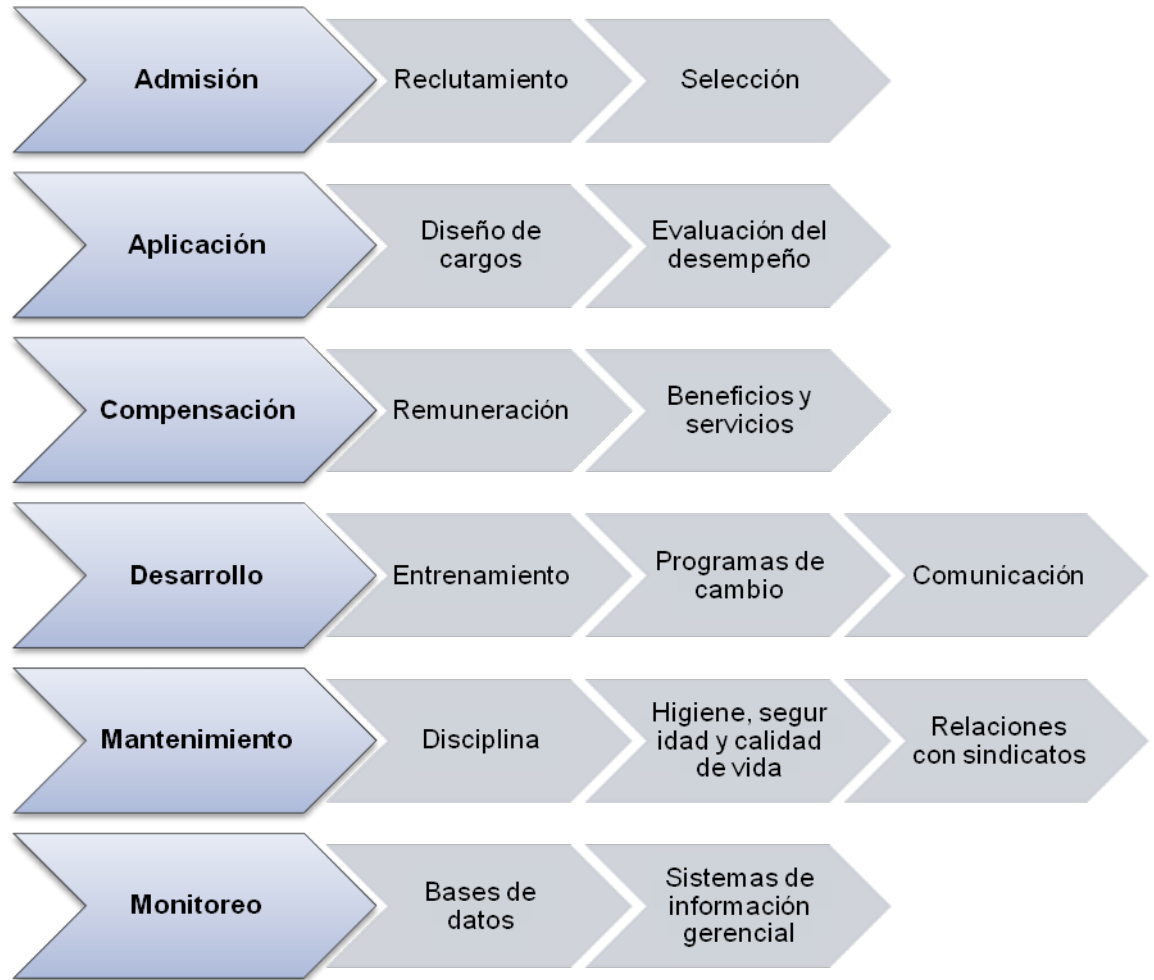 Admisión
Reclutamiento
Selección
Aplicación
Diseño de
cargos
Evaluación del
desempeño
Compensación
Remuneración
Beneficios y
servicios
Desarrollo
Entrenamiento
Programas de
cambio
Comunicación
Mantenimiento
Disciplina
Higiene, segur
idad y calidad
de vida
Relaciones
con sindicatos
Monitoreo
Bases de
datos
Sistemas de
información
gerencial